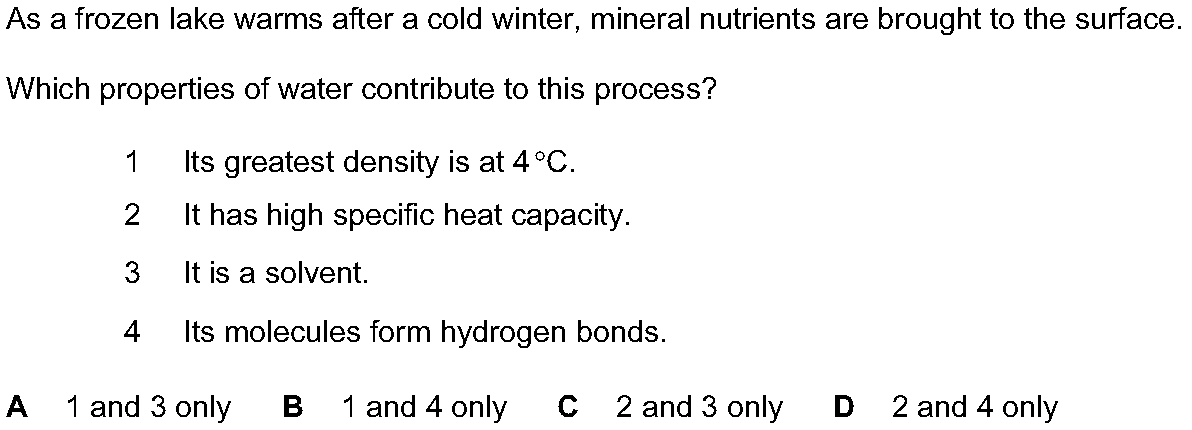 As a frozen lake warms after a cold winter, mineral nutrients are brought to the surface.
Which properties of water contribute to this process?
1 Its greatest density is at 4 °C.
2 It has high specific heat capacity.
3 It is a solvent.
4 Its molecules form hydrogen bonds.
A 1 and 3 only B 1 and 4 only C 2 and 3 only D 2 and 4 only